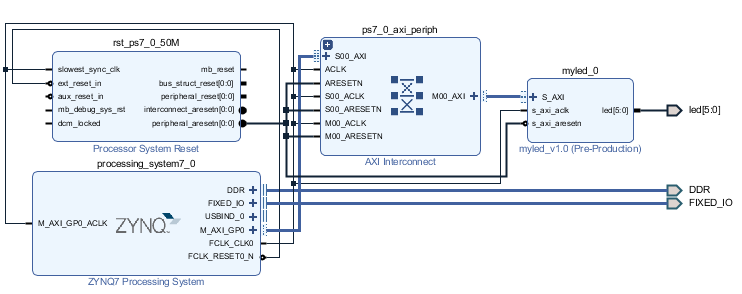 rst_ps7_0_50M
slowest_sync_clk
ext_reset_in
aux_reset_in
mb_debug_sys_rst
dcm_locked
mb_reset
bus_struct_reset[0:0]
peripheral_reset[0:0]
interconnect_aresetn[0:0]
peripheral_aresetn[0:0]
Processor System Reset
ps7_0_axi_periph
S00_AXI
ACLK
ARESETN
S00_ACLK
S00_ARESETN
M00_ACLK
M00_ARESETN
M00_AXI
AXI Interconnect
myled_0
S_AXI
s_axi_aclk
s_axi_aresetn
led[5:0]
myled_v1.0 (Pre-Production)
led[5:0]
processing_system7_0
M_AXI_GP0_ACLK
ZYNQ
DDR
FIXED_IO
USBIND_0
M_AXI_GP0
FCLK_CLK0
FCLK_RESET0_N
ZYNQ7 Processing System
DDR
FIXED_IO